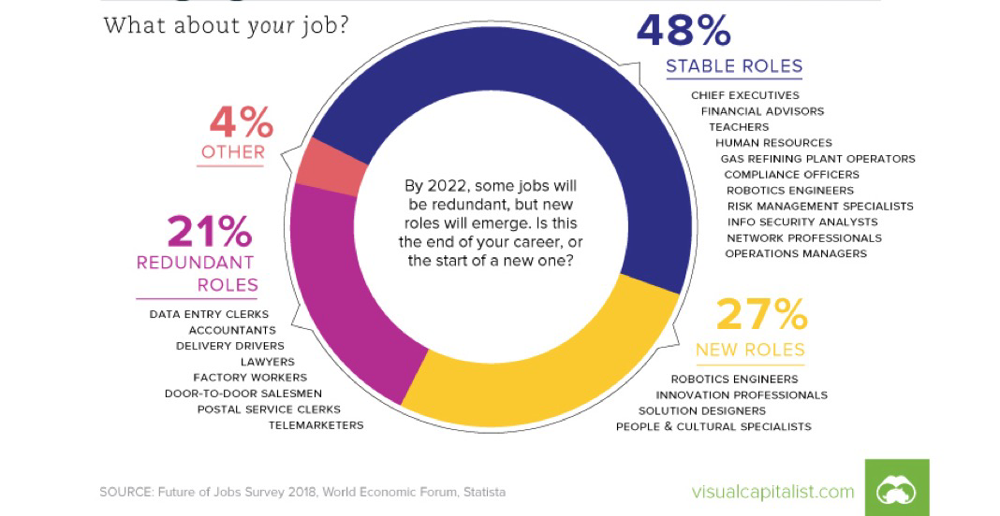 What about your job?
48%
STABLE ROLES
CHIEF EXECUTIVES
FINANCIAL ADVISORS
TEACHERS
HUMAN RESOURCES
GAS REFINING PLANT OPERATORS
COMPLIANCE OFFICERS
ROBOTICS ENGINEERS
RISK MANAGEMENT SPECIALISTS
INFO SECURITY ANALYSTS
NETWORK PROFESSIONALS
OPERATIONS MANAGERS
4%
OTHER
By 2022, some jobs will
be redundant, but new
roles will emerge. Is this
the end of your career, or
the start of a new one?
21%
REDUNDANT
ROLES
DATA ENTRY CLERKS
ACCOUNTANTS
DELIVERY DRIVERS
LAWYERS
FACTORY WORKERS
DOOR-TO-DOOR SALESMEN
POSTAL SERVICE CLERKS
TELEMARKETERS
27%
NEW ROLES
ROBOTICS ENGINEERS
INNOVATION PROFESSIONALS
SOLUTION DESIGNERS
PEOPLE & CULTURAL SPECIALISTS
SOURCE: Future of Jobs Survey 2018, World Economic Forum, Statista
visualcapitalist.com